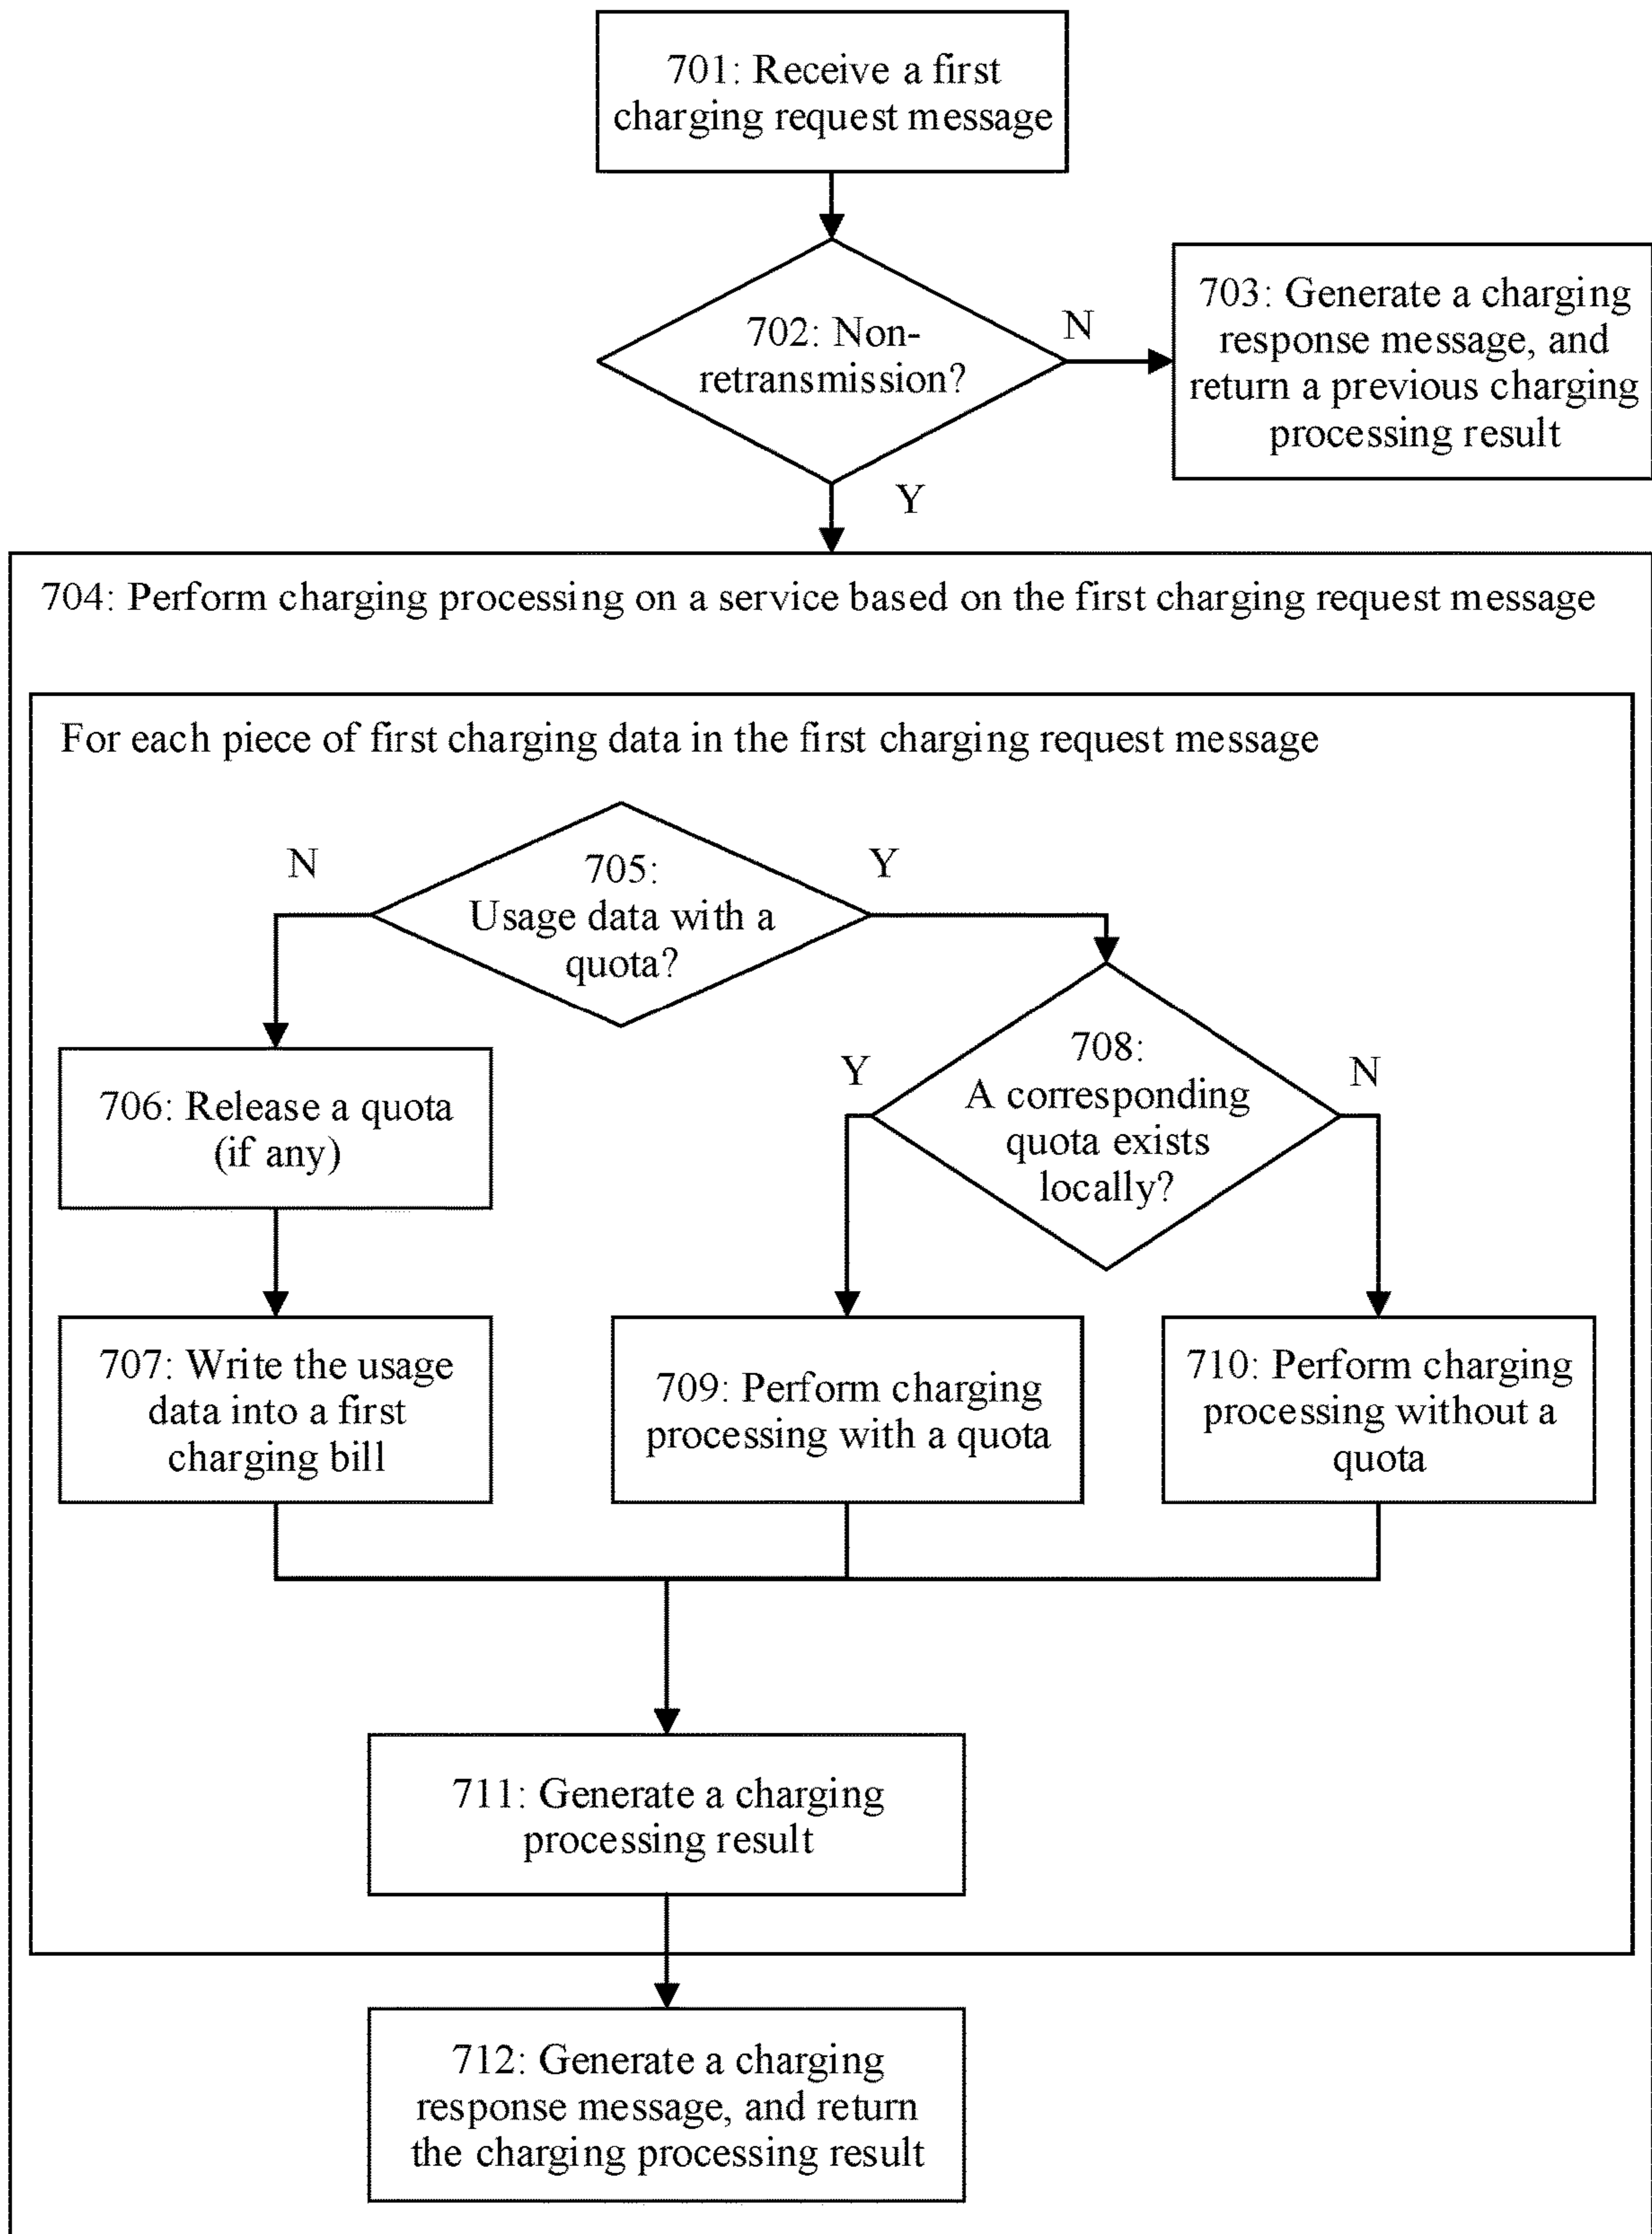 701: Receive a first
charging request message
702: Non-
retransmission?
N
703: Generate a charging
response message, and
return a previous charging
processing result
Y
704: Perform charging processing on a service based on the first charging request message
For each piece of first charging data in the first charging request message
N
705:
Usage data with a
quota?
Y
706: Release a quota
(if any)
Y
708:
A corresponding
quota exists
locally?
N
707: Write the usage
data into a first
charging bill
709: Perform charging
processing with a quota
710: Perform charging
processing without a
quota
711: Generate a charging
processing result
712: Generate a charging
response message, and return
the charging processing result